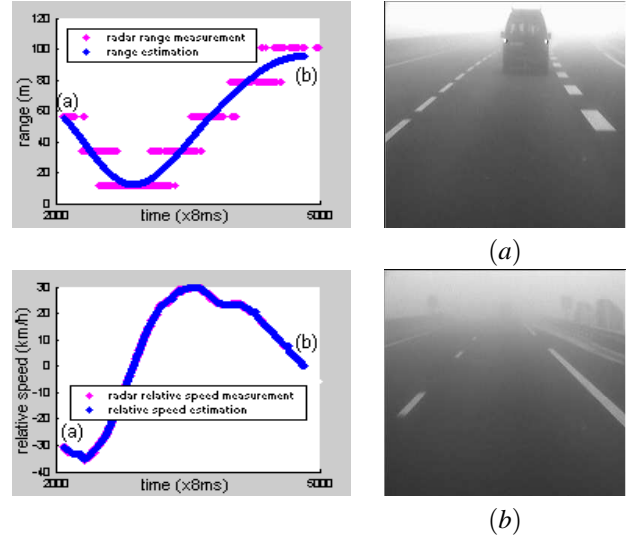 120
100
80
60
40
20
0
range (m)
radar range measurement
range estimation
(a)
(b)
2000
time (x8ms)
5000
(a)
30
20
10
0
-10
-20
-30
-40
relative speed (km/h)
(b)
radar relative speed measurement
relative speed estimation
(a)
2000
time (x8ms)
5000
(b)